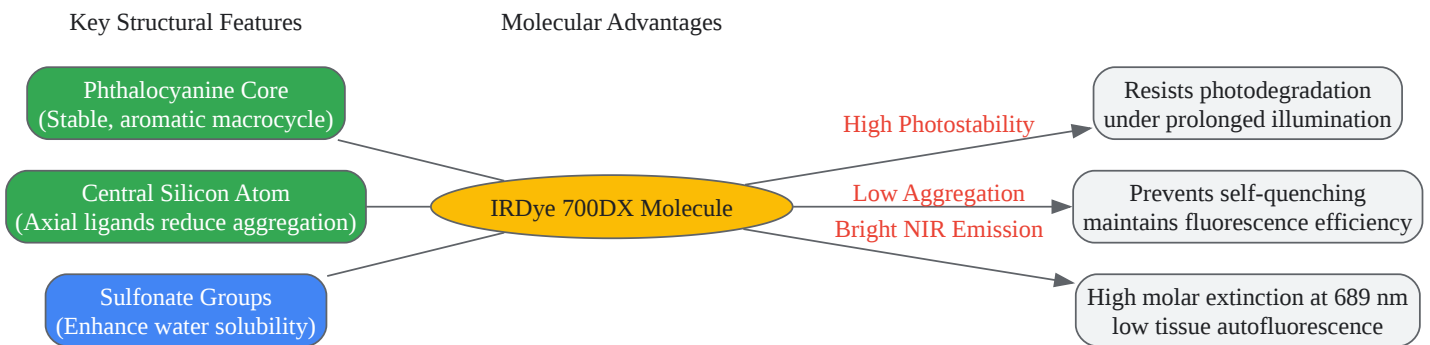 Key Structural Features
Molecular Advantages
Phthalocyanine Core
(Stable, aromatic macrocycle)
Central Silicon Atom
(Axial ligands reduce aggregation)
Sulfonate Groups
(Enhance water solubility)
IRDye 700DX Molecule
High Photostability
Low Aggregation
Bright NIR Emission
Resists photodegradation
under prolonged illumination
Prevents self-quenching
maintains fluorescence efficiency
High molar extinction at 689 nm
low tissue autofluorescence